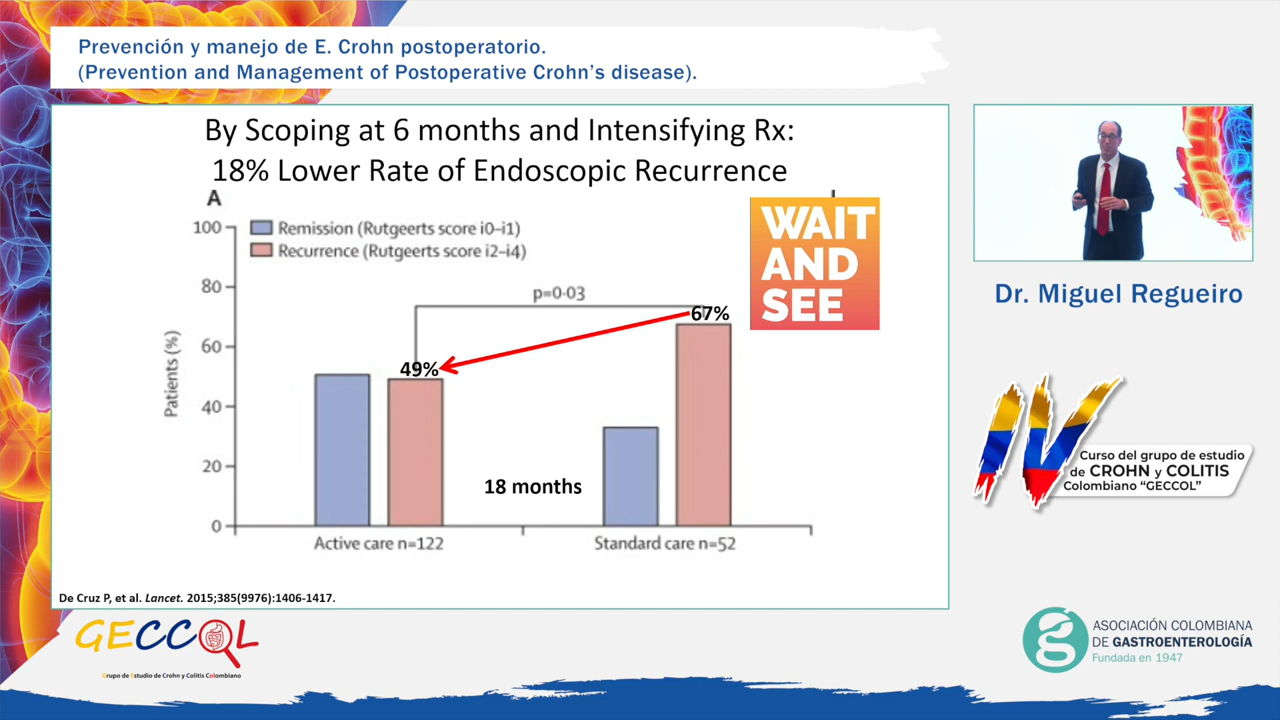 Prevención y manejo de E. Crohn postoperatorio.
(Prevention and Management of Postoperative Crohn's disease).
By Scoping at 6 months and Intensifying Rx:
18% Lower Rate of Endoscopic Recurrence
A
Remission (Rutgeerts score i0–i1)
Recurrence (Rutgeerts score i2–i4)
WAIT
AND
SEE
p=0·03
67%
49%
Patients (%)
100
80
60
40
20
0
18 months
Active care n=122
Standard care n=52
De Cruz P, et al. Lancet. 2015;385(9976):1406-1417.
Dr. Miguel Regueiro
IV
Curso del grupo de estudio
de CROHN y COLITIS
Colombiano “GECCOL”
GECCOL
Grupo de Estudio de Crohn y Colitis Colombiano
ASOCIACIÓN COLOMBIANA
DE GASTROENTEROLOGÍA
Fundada en 1947